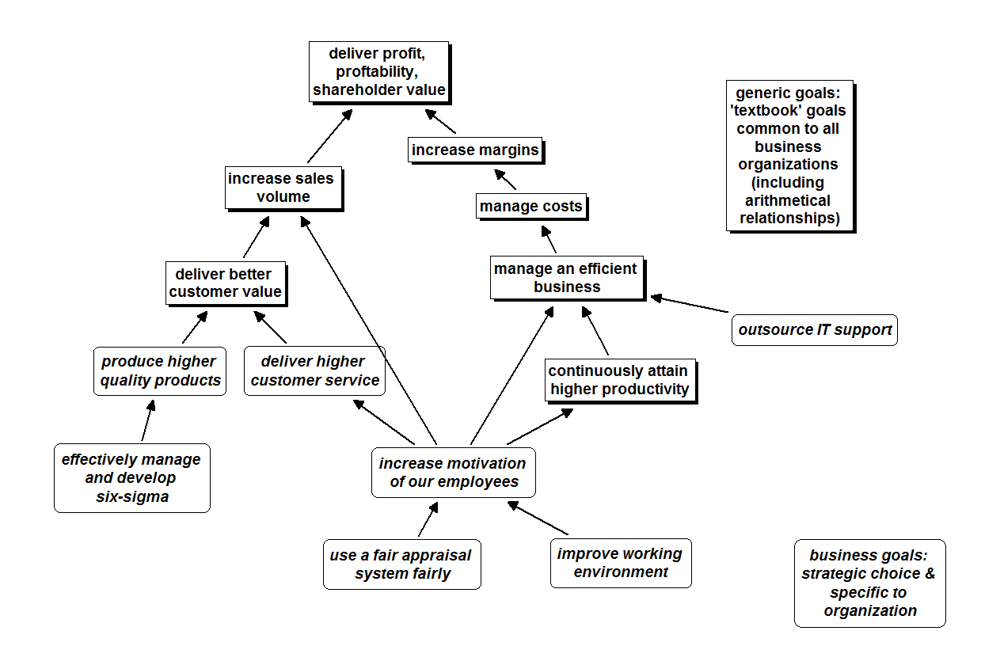 deliver profit,
proftability,
shareholder value
generic goals:
'textbook' goals
common to all
business
organizations
(including
arithmetical
relationships)
increase margins
increase sales
volume
manage costs
deliver better
customer value
manage an efficient
business
outsource IT support
produce higher
quality products
deliver higher
customer service
continuously attain
higher productivity
effectively manage
and develop
six-sigma
increase motivation
of our employees
use a fair appraisal
system fairly
improve working
environment
business goals:
strategic choice &
specific to
organization